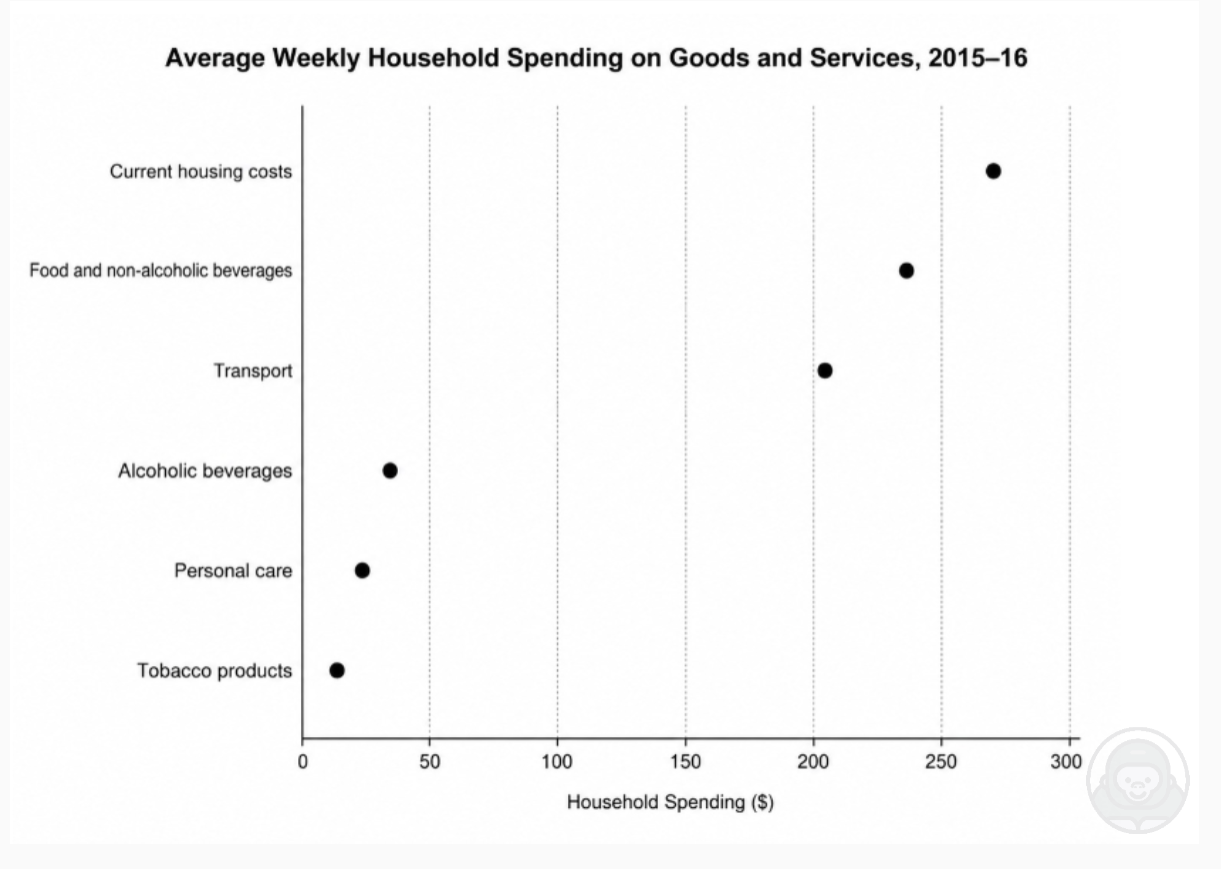 Average Weekly Household Spending on Goods and Services, 2015–16
Current housing costs
Food and non-alcoholic beverages
Transport
Alcoholic beverages
Personal care
Tobacco products
0 50 100 150 200 250 300
Household Spending ($)